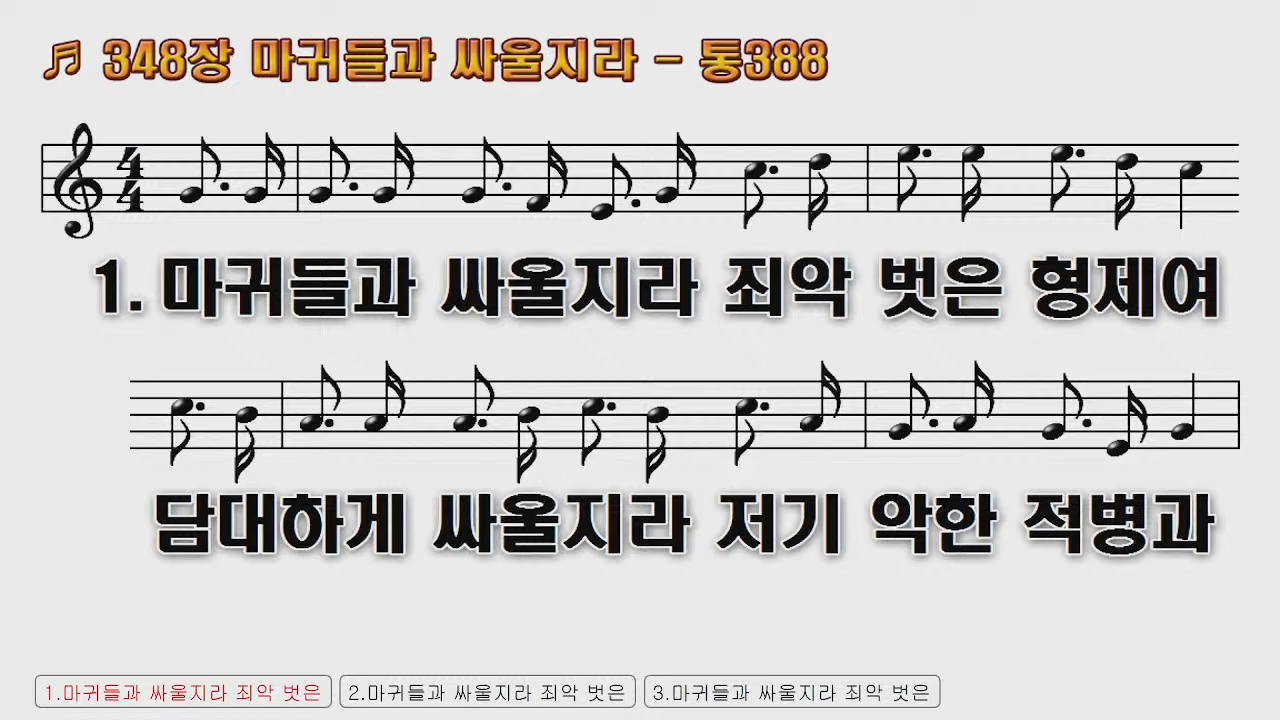 ♬ 348장 마귀들과 싸울지라 - 통388
4
4
1. 마귀들과 싸울지라 죄악 벗은 형제여
담대하게 싸울지라 저기 악한 적병과
1.마귀들과 싸울지라 죄악 벗은 2.마귀들과 싸울지라 죄악 벗은 3.마귀들과 싸울지라 죄악 벗은